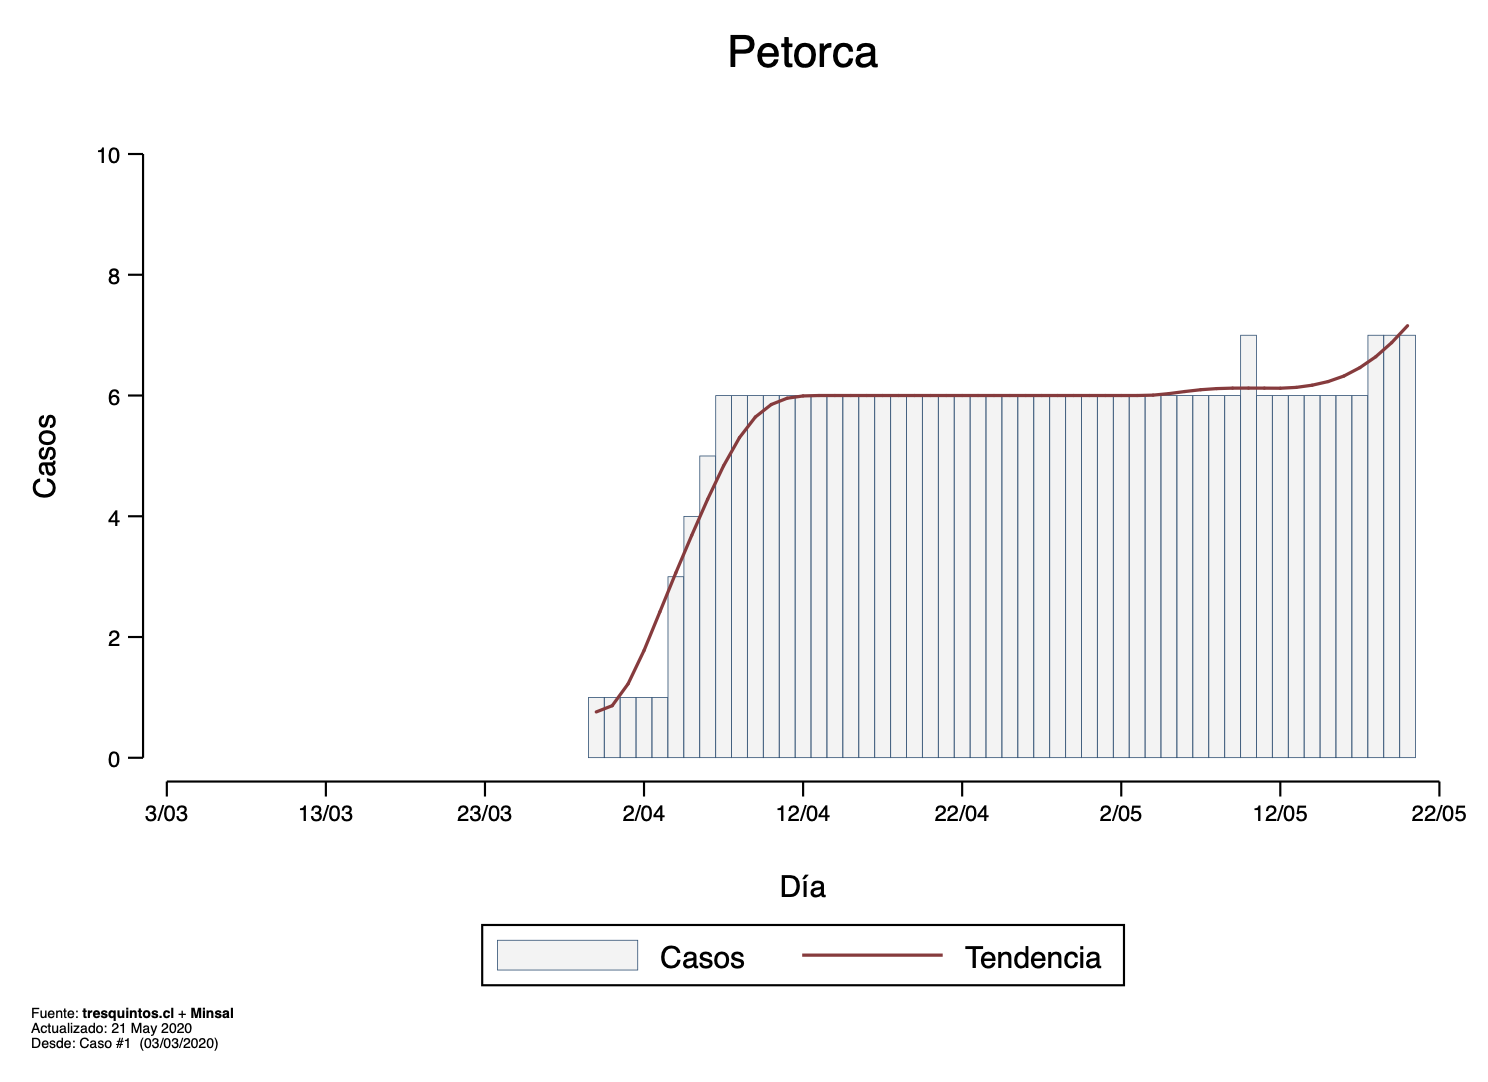 Petorca
10
8
6
4
2
0
Casos
3/03 13/03 23/03 2/04 12/04 22/04 2/05 12/05 22/05
Día
Casos Tendencia
Fuente: tresquintos.cl + Minsal
Actualizado: 21 May 2020
Desde: Caso #1 (03/03/2020)